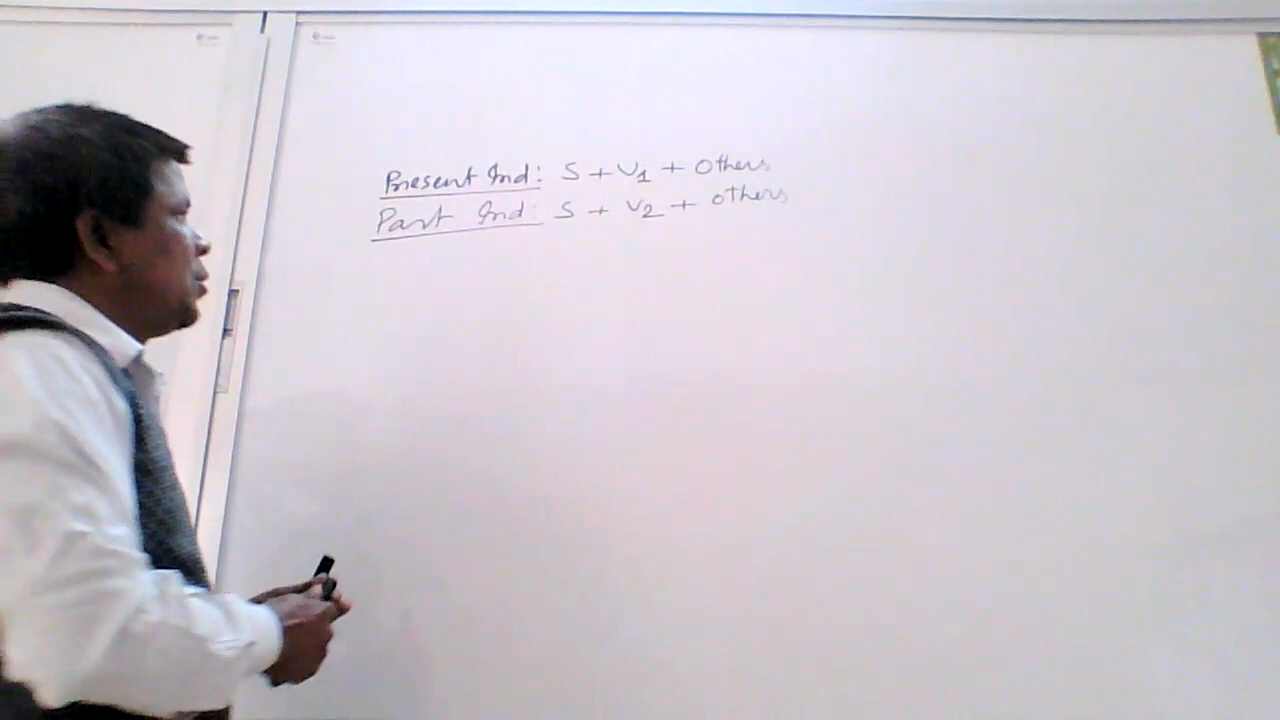 Present Ind: S + V1 + Others
Past Ind: S + V2 + others